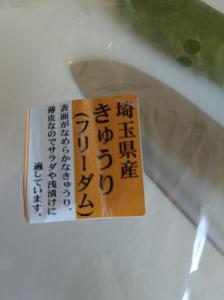 埼玉県産
きゅうり
(フリーダム)
表面がなめらかなきゅうり。
薄皮なのでサラダや浅漬けに
適しています。